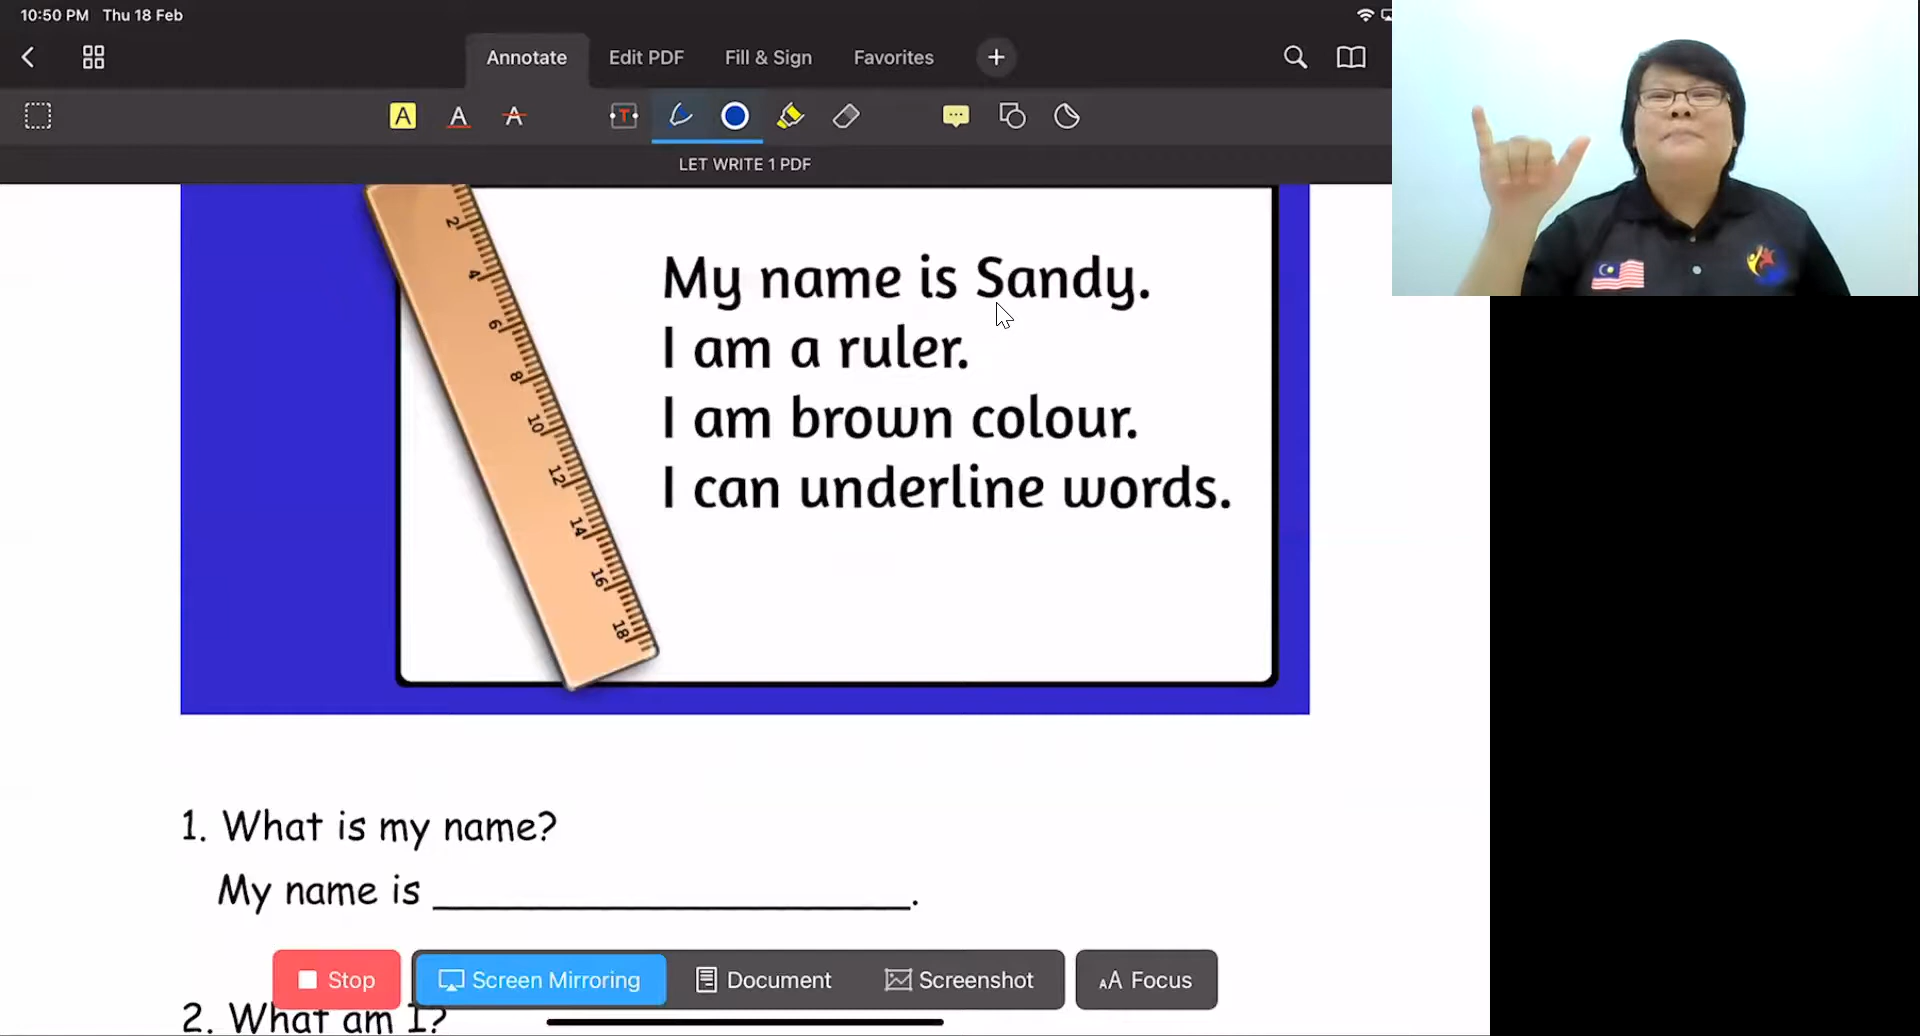 10:50 PM Thu 18 Feb
Annotate Edit PDF Fill & Sign Favorites
A A A T
LET WRITE 1 PDF
2
4
6
8
10
12
14
16
18
My name is Sandy.
I am a ruler.
I am brown colour.
I can underline words.
1. What is my name?
My name is ____________________.
Stop Screen Mirroring Document Screenshot AA Focus
2. What am I?